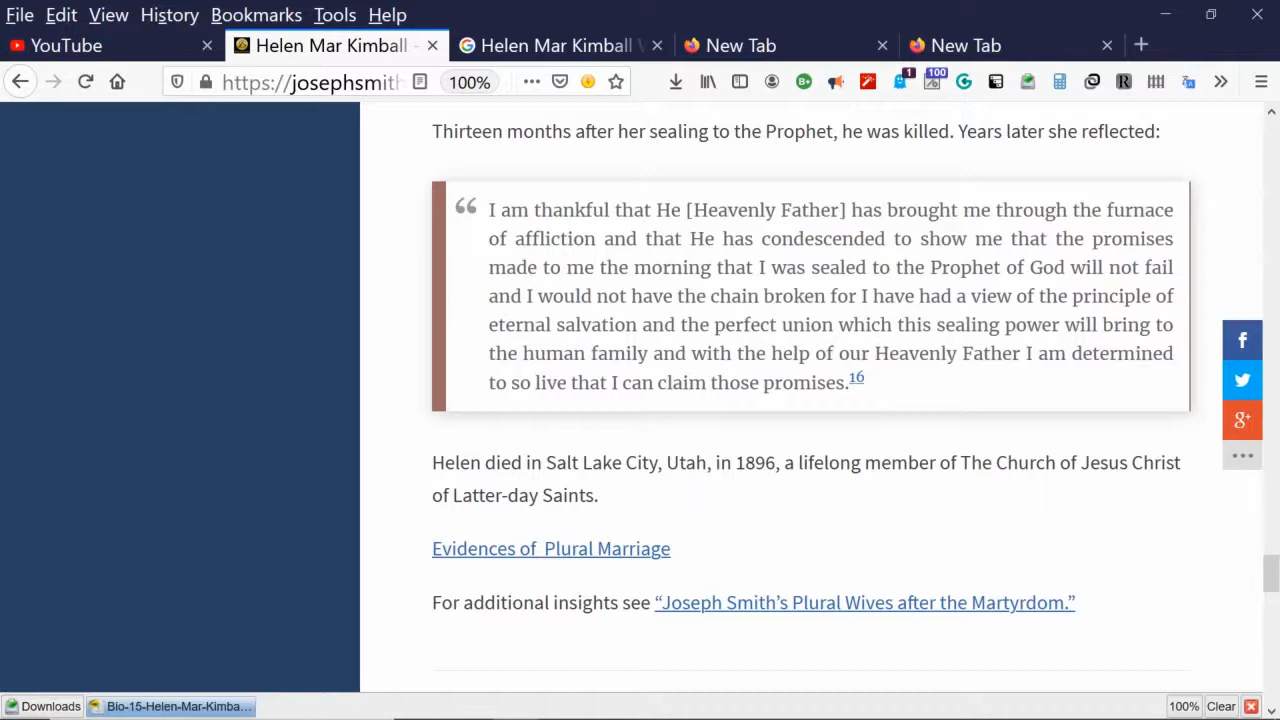 File Edit View History Bookmarks Tools Help
YouTube
Helen Mar Kimball -
Helen Mar Kimball
New Tab
New Tab
https://josephsmith
100%
1
100
Thirteen months after her sealing to the Prophet, he was killed. Years later she reflected:
“ I am thankful that He [Heavenly Father] has brought me through the furnace
of affliction and that He has condescended to show me that the promises
made to me the morning that I was sealed to the Prophet of God will not fail
and I would not have the chain broken for I have had a view of the principle of
eternal salvation and the perfect union which this sealing power will bring to
the human family and with the help of our Heavenly Father I am determined
to so live that I can claim those promises.16
Helen died in Salt Lake City, Utah, in 1896, a lifelong member of The Church of Jesus Christ
of Latter-day Saints.
Evidences of Plural Marriage
For additional insights see “Joseph Smith’s Plural Wives after the Martyrdom.”
Downloads
Bio-15-Helen-Mar-Kimba...
100%
Clear